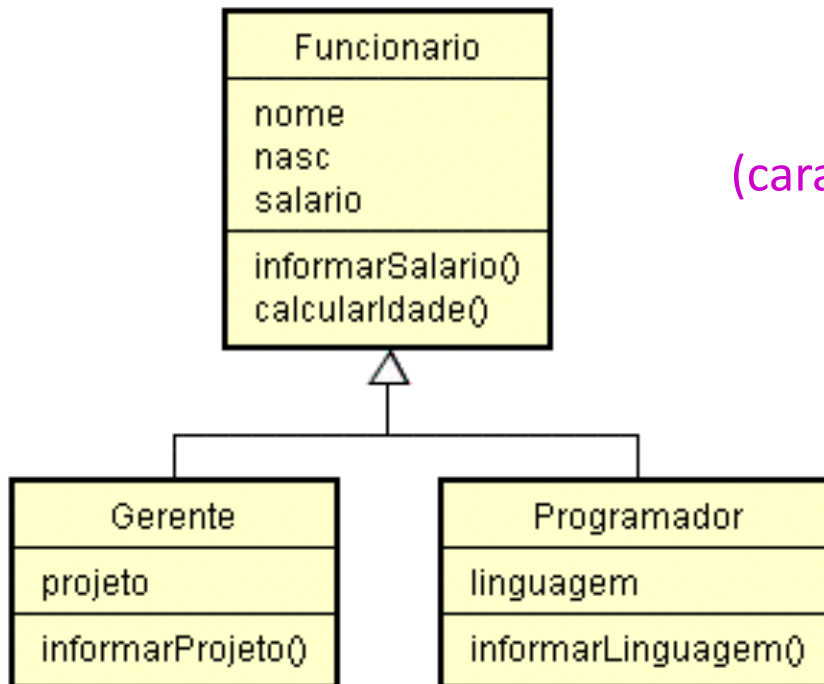 Funcionario
nome
nasc
salario
(cara
informarSalario()
calcularIdade()
Gerente
projeto
informarProjeto()
Programador
linguagem
informarLinguagem()